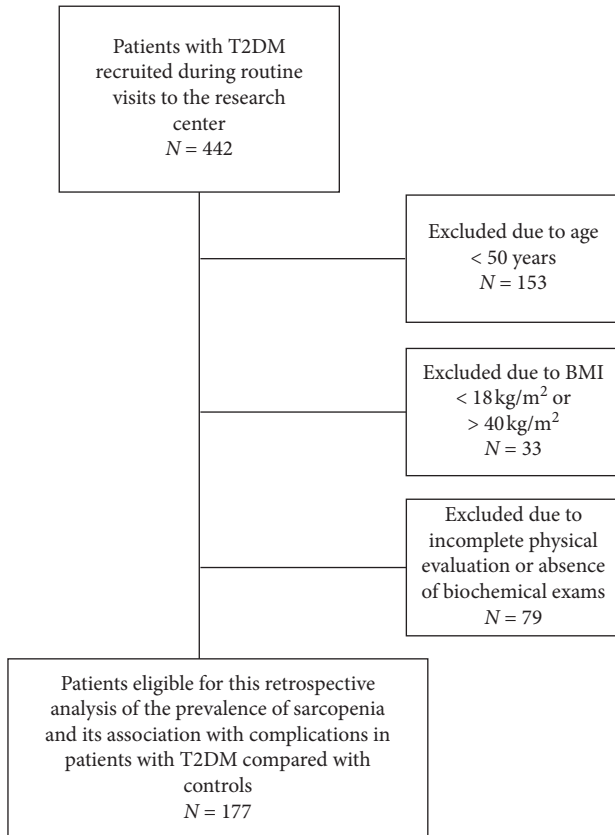 Patients with T2DM
recruited during routine
visits to the research
center
N = 442
Excluded due to age
< 50 years
N = 153
Excluded due to BMI
< 18 kg/m² or
> 40 kg/m²
N = 33
Excluded due to
incomplete physical
evaluation or absence
of biochemical exams
N = 79
Patients eligible for this retrospective
analysis of the prevalence of sarcopenia
and its association with complications in
patients with T2DM compared with
controls
N = 177